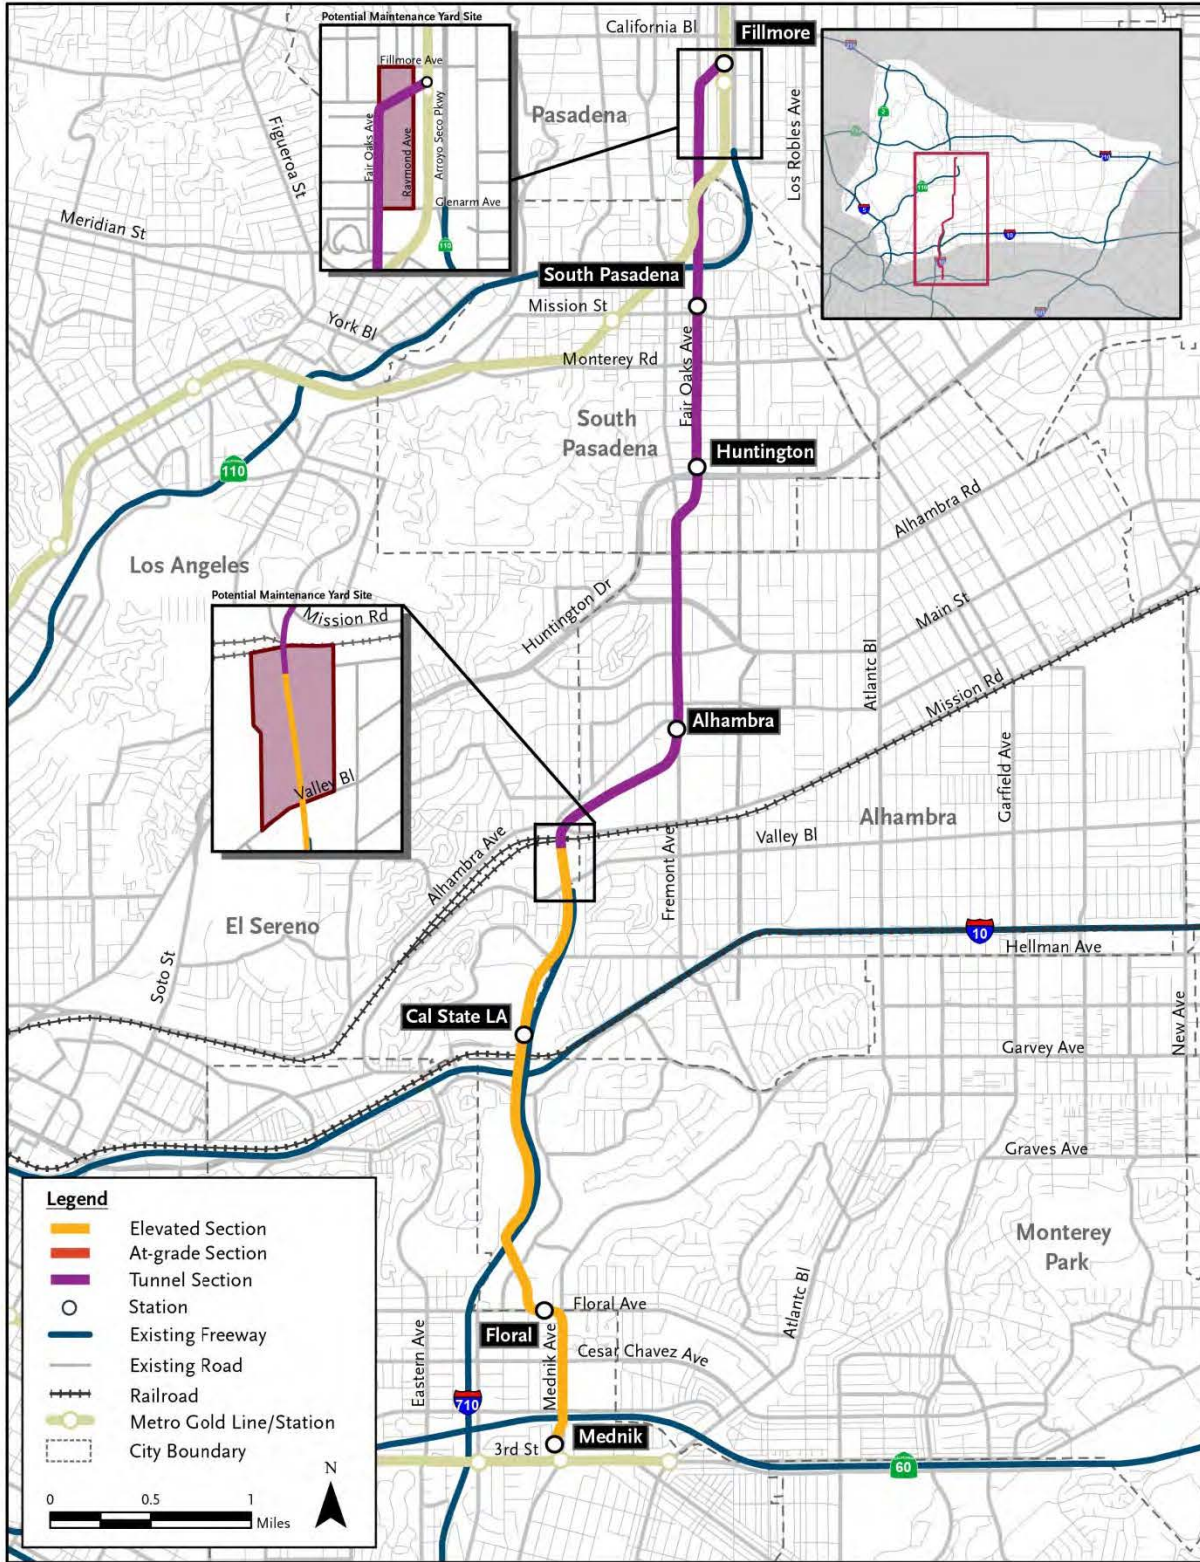 Potential Maintenance Yard Site
Fillmore Ave
Fair Oaks Ave
Raymond Ave
Arroyo Seco Pkwy
Glenarm Ave
110
California Bl
Fillmore
Pasadena
Los Robles Ave
Figueroa St
Meridian St
South Pasadena
Mission St
York Bl
Monterey Rd
Fair Oaks Ave
South
Pasadena
Huntington
110
Alhambra Rd
Los Angeles
Potential Maintenance Yard Site
Mission Rd
Valley Bl
Huntington Dr
Main St
Atlantc Bl
Mission Rd
Alhambra
Garfield Ave
Alhambra
Valley Bl
Alhambra Ave
Fremont Ave
El Sereno
10
Hellman Ave
Soto St
Cal State LA
New Ave
Garvey Ave
Graves Ave
Monterey
Park
Atlantc Bl
Floral Ave
Floral
Mednik Ave
Cesar Chavez Ave
Eastern Ave
710
Mednik
3rd St
60
Legend
Elevated Section
At-grade Section
Tunnel Section
Station
Existing Freeway
Existing Road
Railroad
Metro Gold Line/Station
City Boundary
N
0 0.5 1
Miles